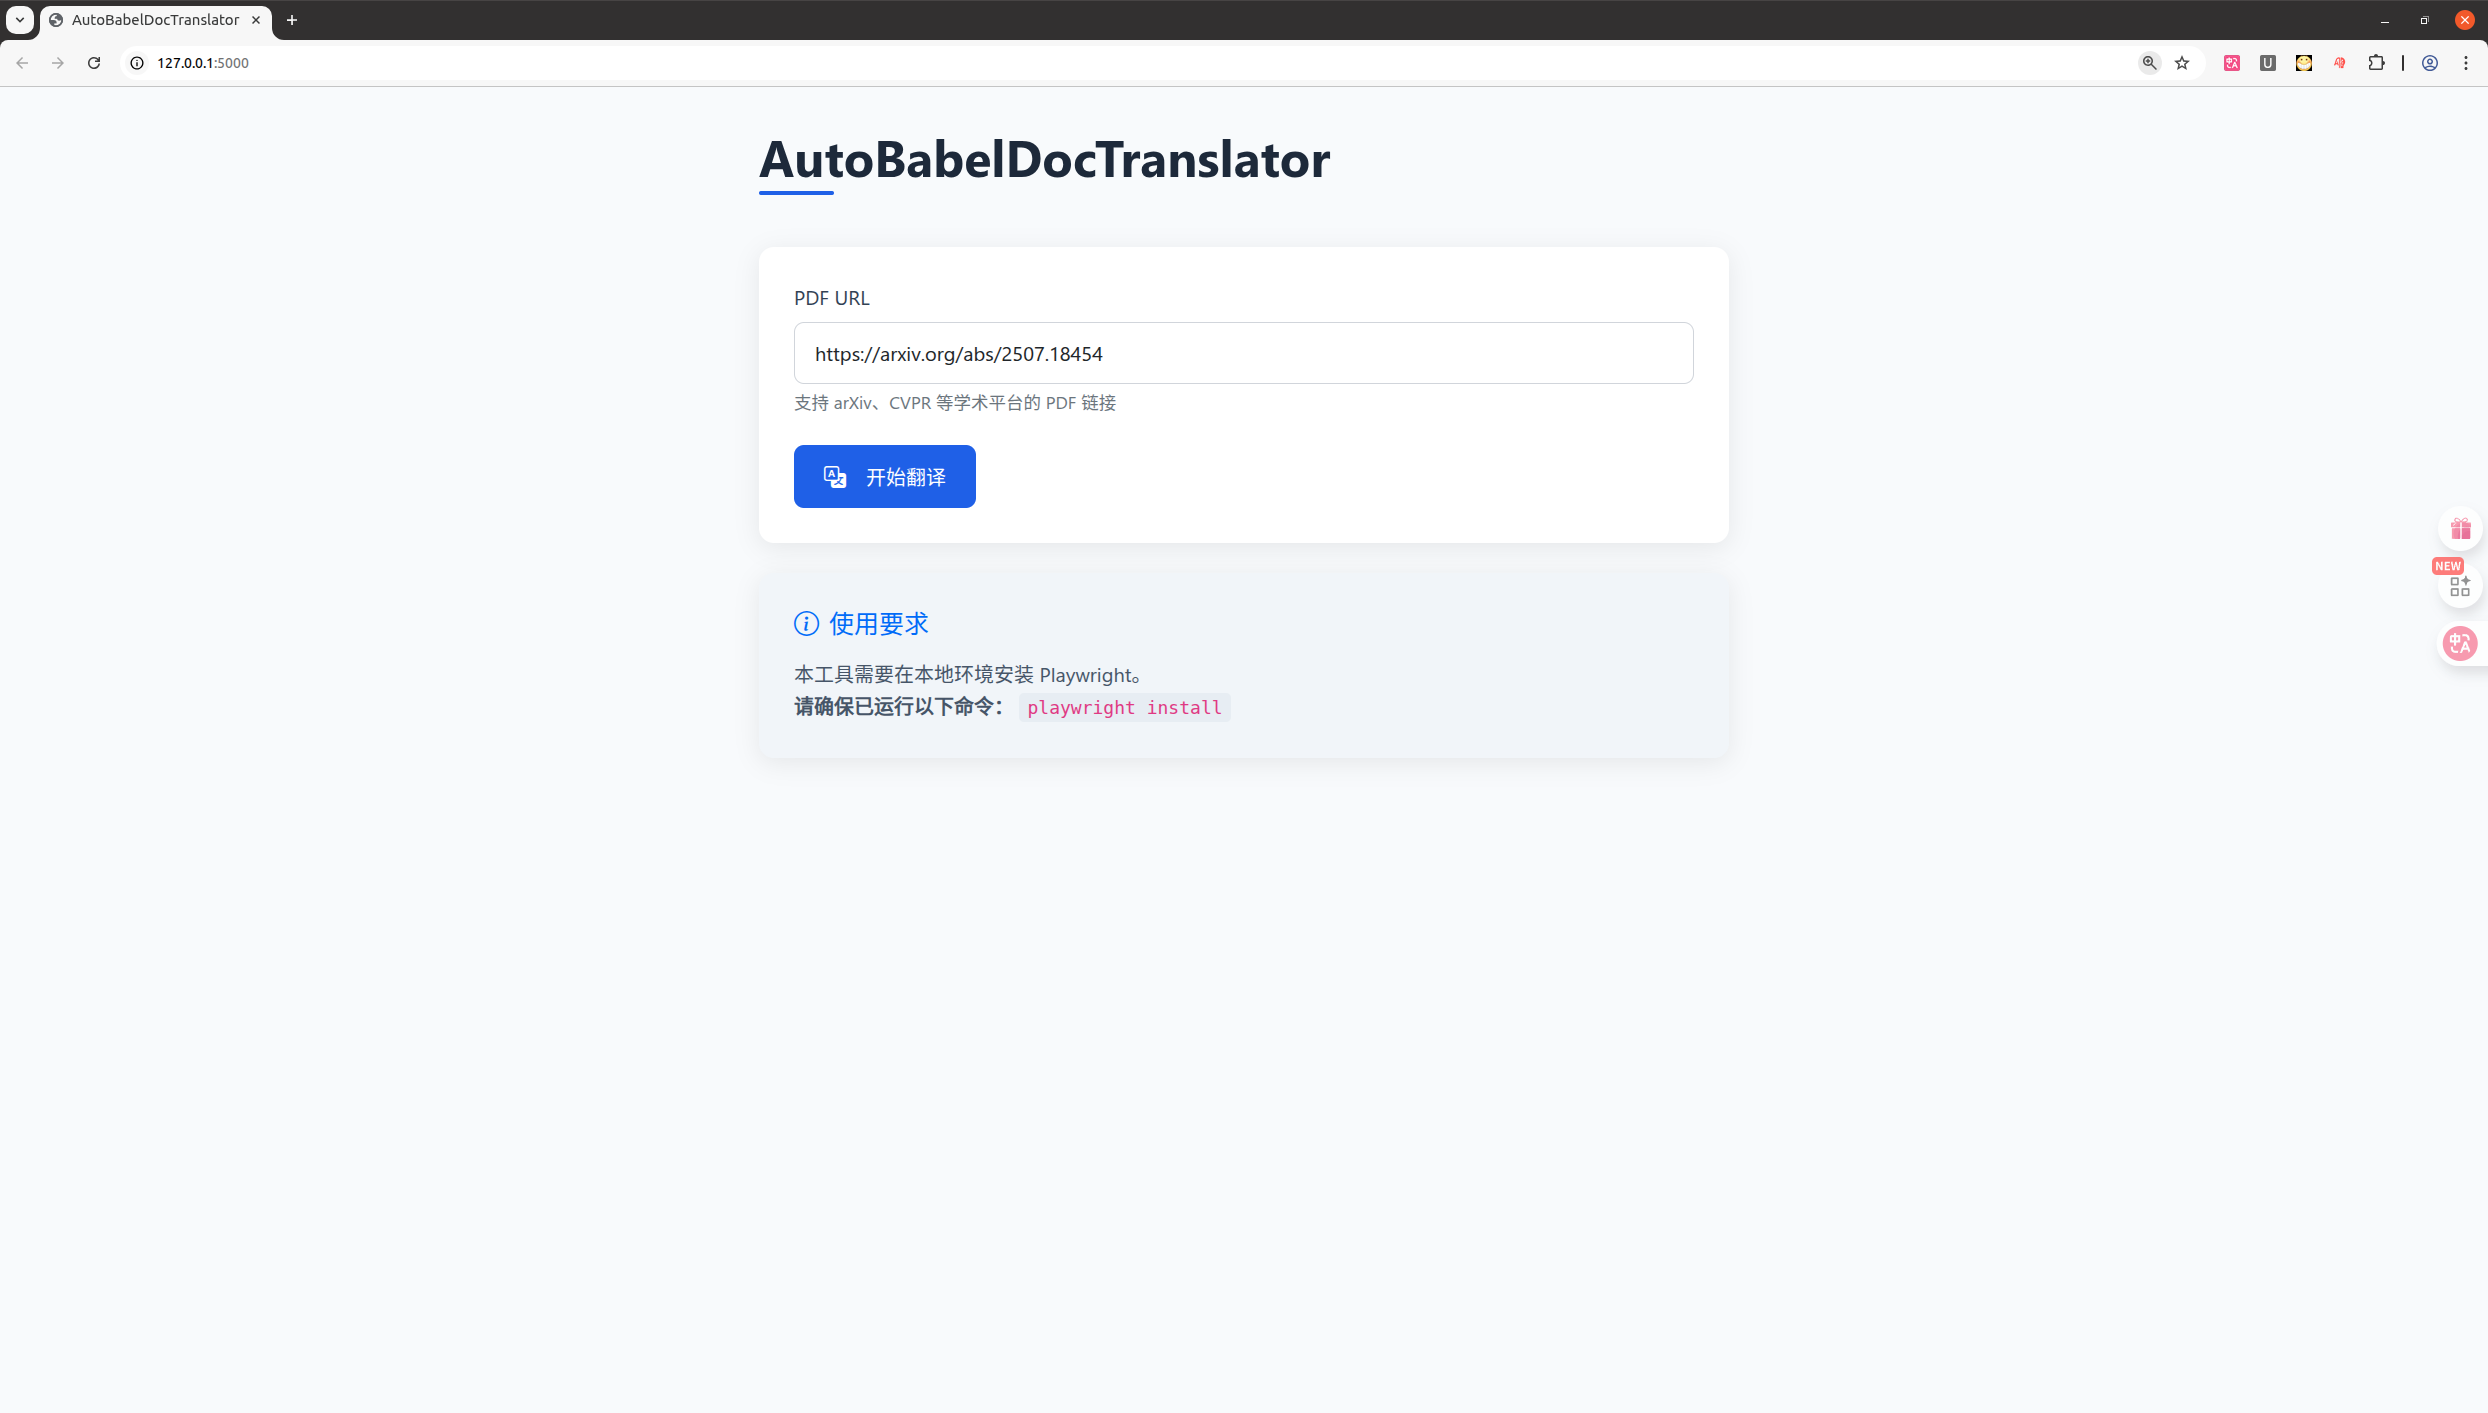 AutoBabelDocTranslator
127.0.0.1:5000
AutoBabelDocTranslator
PDF URL
https://arxiv.org/abs/2507.18454
支持 arXiv、CVPR 等学术平台的 PDF 链接
开始翻译
NEW
使用要求
本工具需要在本地环境安装 Playwright。
请确保已运行以下命令： playwright install